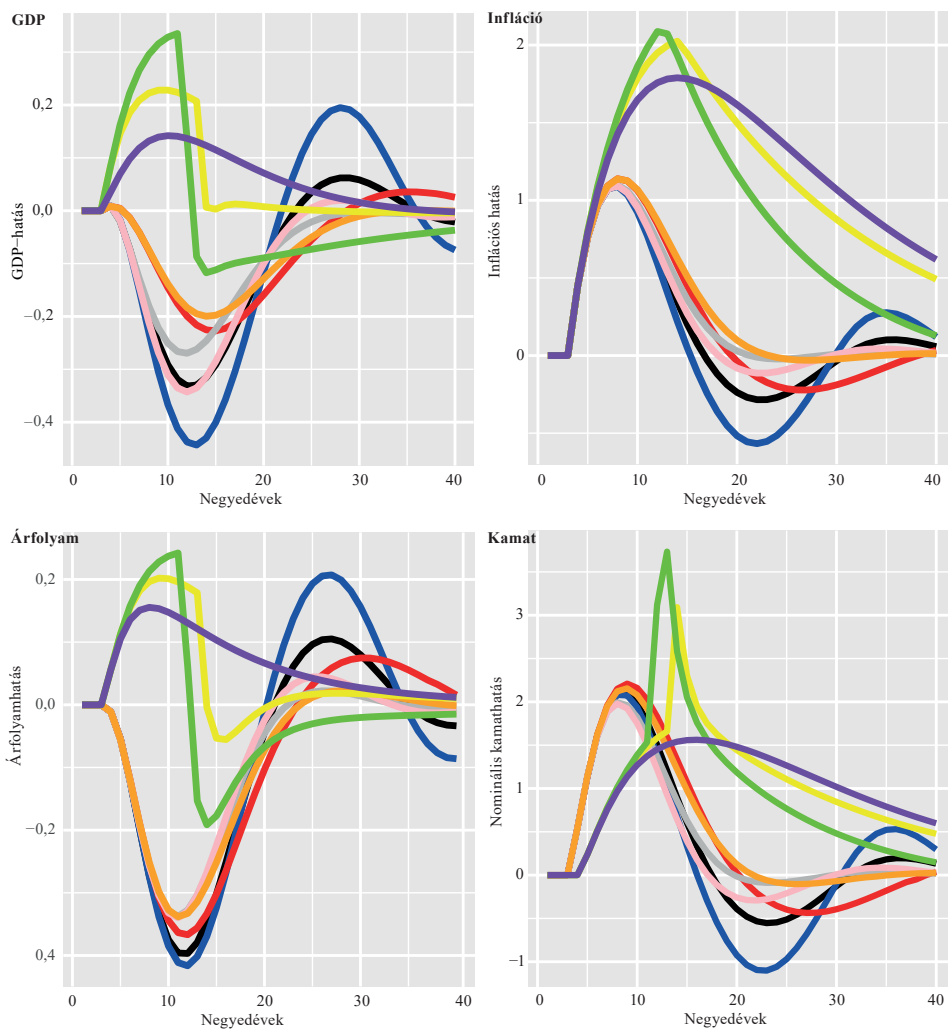 GDP
GDP–hatás
0,2
0,0
−0,2
−0,4
0 10 20 30 40
Negyedévek
Infláció
Inflációs hatás
2
1
0
0 10 20 30 40
Negyedévek
Árfolyam
Árfolyamhatás
0,2
0,0
−0,2
0,4
0 10 20 30 40
Negyedévek
Kamat
Nominális kamathatás
3
2
1
0
−1
0 10 20 30 40
Negyedévek